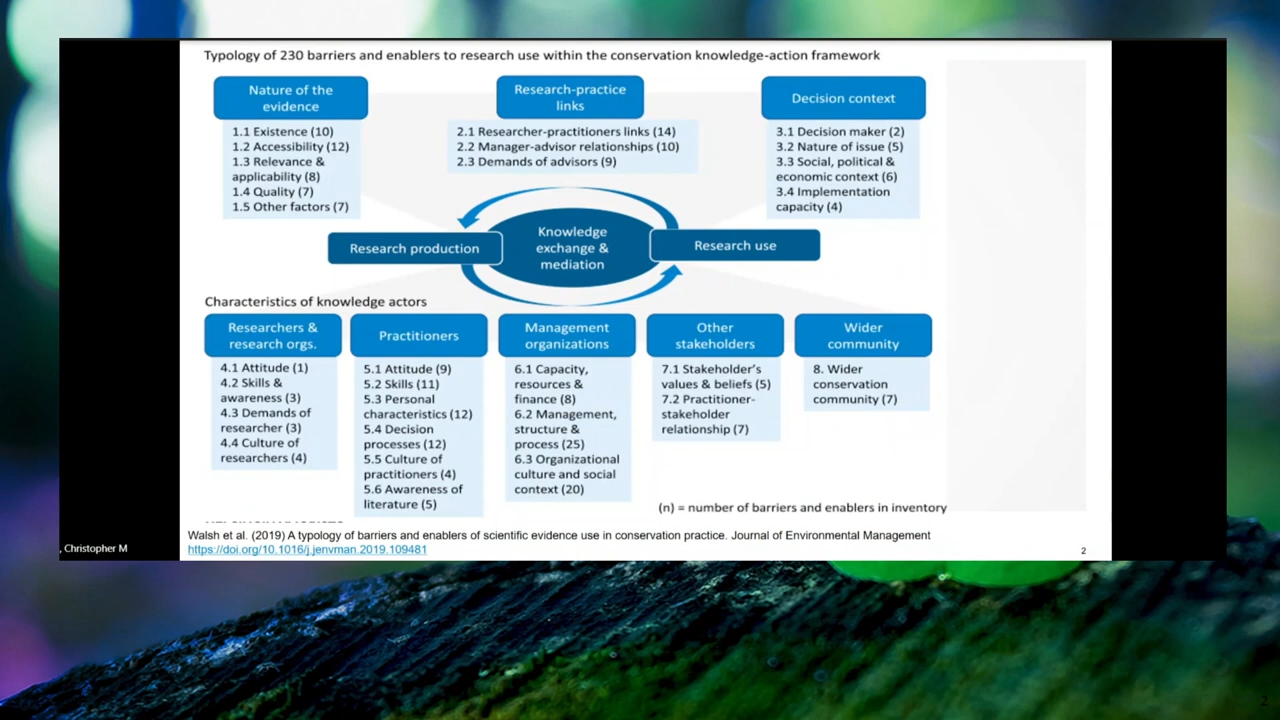 Typology of 230 barriers and enablers to research use within the conservation knowledge-action framework
Nature of the
evidence
1.1 Existence (10)
1.2 Accessibility (12)
1.3 Relevance &
applicability (8)
1.4 Quality (7)
1.5 Other factors (7)
Research-practice
links
2.1 Researcher-practitioners links (14)
2.2 Manager-advisor relationships (10)
2.3 Demands of advisors (9)
Decision context
3.1 Decision maker (2)
3.2 Nature of issue (5)
3.3 Social, political &
economic context (6)
3.4 Implementation
capacity (4)
Research production
Knowledge
exchange &
mediation
Research use
Characteristics of knowledge actors
Researchers &
research orgs.
4.1 Attitude (1)
4.2 Skills &
awareness (3)
4.3 Demands of
researcher (3)
4.4 Culture of
researchers (4)
Practitioners
5.1 Attitude (9)
5.2 Skills (11)
5.3 Personal
characteristics (12)
5.4 Decision
processes (12)
5.5 Culture of
practitioners (4)
5.6 Awareness of
literature (5)
Management
organizations
6.1 Capacity,
resources &
finance (8)
6.2 Management,
structure &
process (25)
6.3 Organizational
culture and social
context (20)
Other
stakeholders
7.1 Stakeholder's
values & beliefs (5)
7.2 Practitioner-
stakeholder
relationship (7)
Wider
community
8. Wider
conservation
community (7)
(n) = number of barriers and enablers in inventory
Walsh et al. (2019) A typology of barriers and enablers of scientific evidence use in conservation practice. Journal of Environmental Management
https://doi.org/10.1016/j.jenvman.2019.109481
2
, Christopher M
2